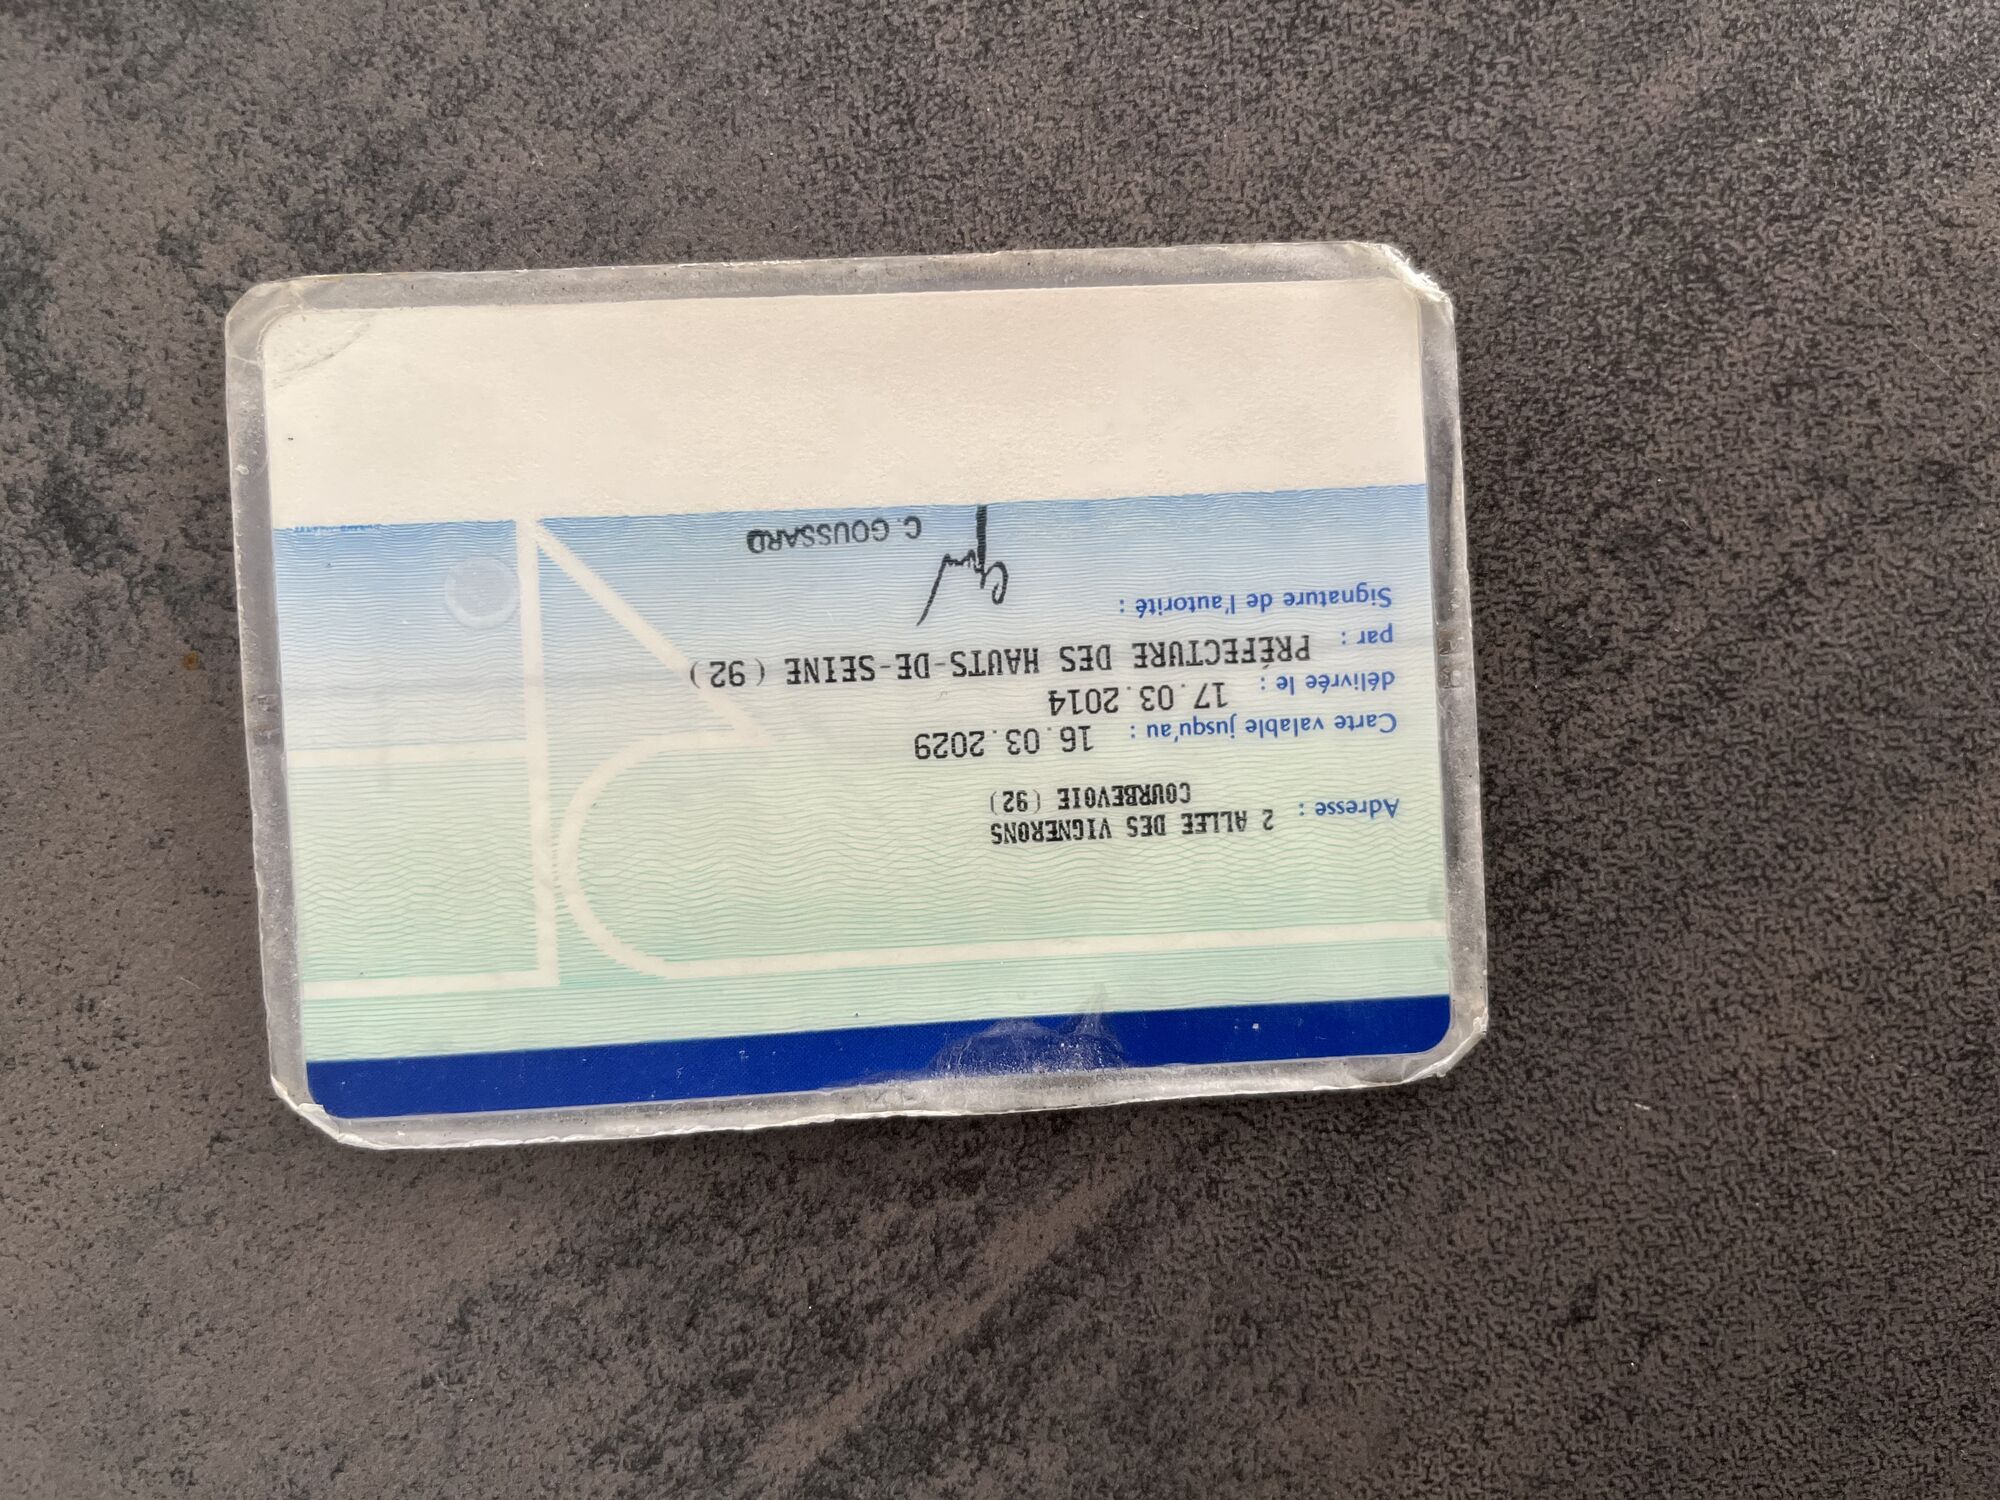 Adresse : 2 ALLEE DES VIGNERONS
COURBEVOIE (92)
Carte valable jusqu'au : 16.03.2029
délivrée le : 17.03.2014
par : PRÉFECTURE DES HAUTS-DE-SEINE (92)
Signature de l'autorité :
C. GOUSSARD